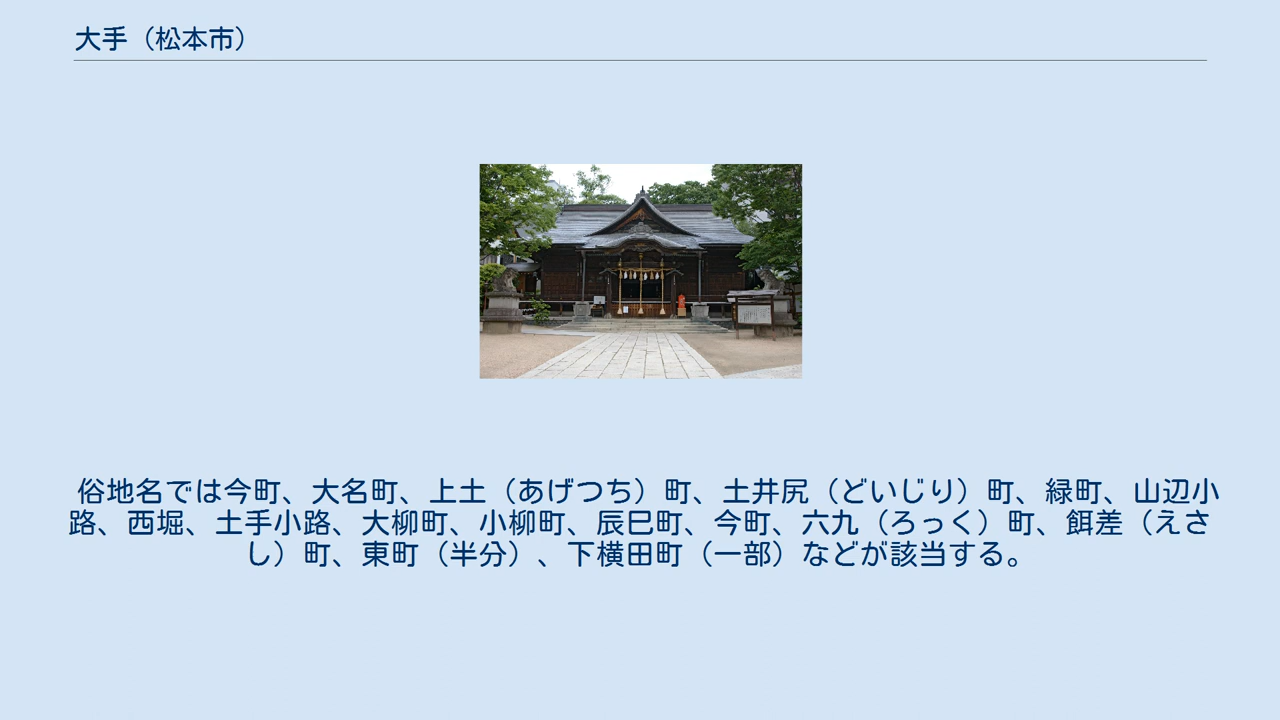 大手（松本市）
俗地名では今町、大名町、上土（あげつち）町、土井尻（どいじり）町、緑町、山辺小
路、西堀、土手小路、大柳町、小柳町、辰巳町、今町、六九（ろっく）町、餌差（えさ
し）町、東町（半分）、下横田町（一部）などが該当する。